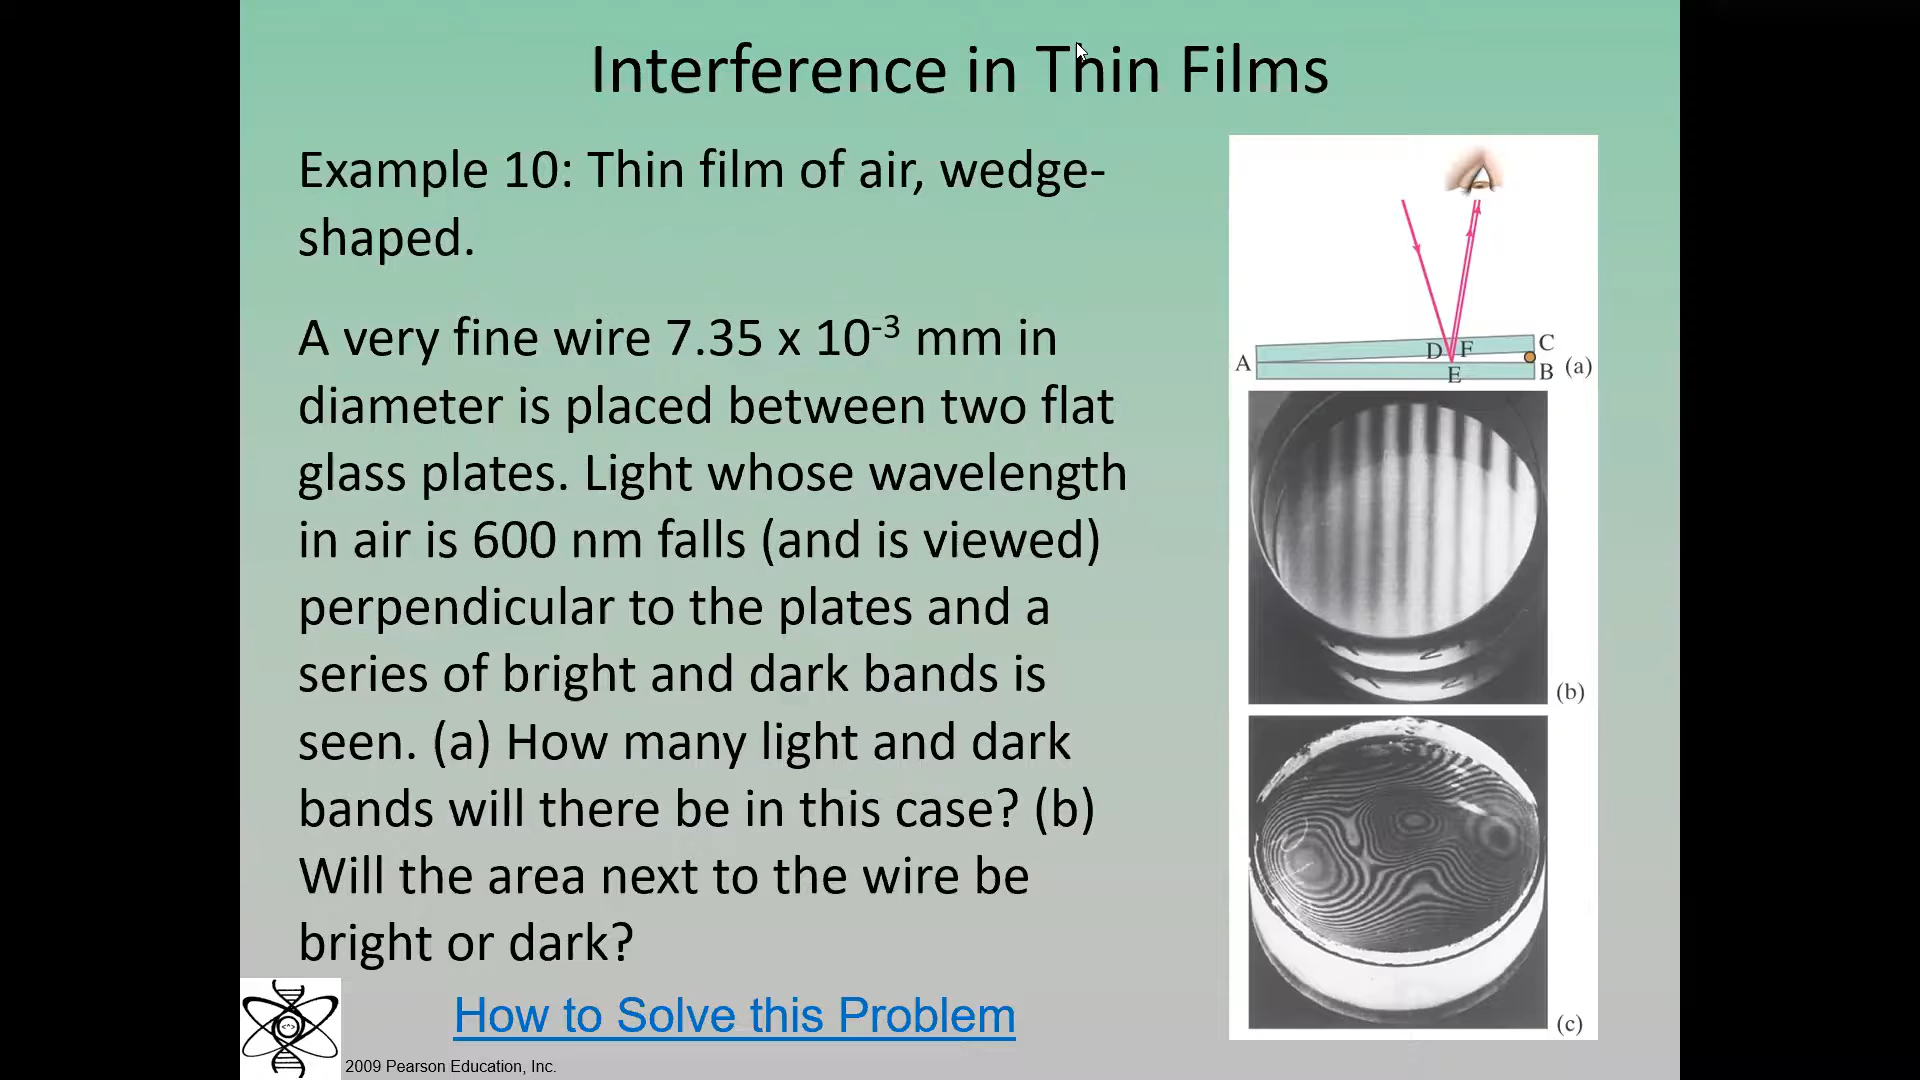 Interference in Thin Films
Example 10: Thin film of air, wedge-
shaped.
A very fine wire 7.35 x 10⁻³ mm in
diameter is placed between two flat
glass plates. Light whose wavelength
in air is 600 nm falls (and is viewed)
perpendicular to the plates and a
series of bright and dark bands is
seen. (a) How many light and dark
bands will there be in this case? (b)
Will the area next to the wire be
bright or dark?
How to Solve this Problem
2009 Pearson Education, Inc.
A
D
F
C
E
B
(a)
(b)
(c)